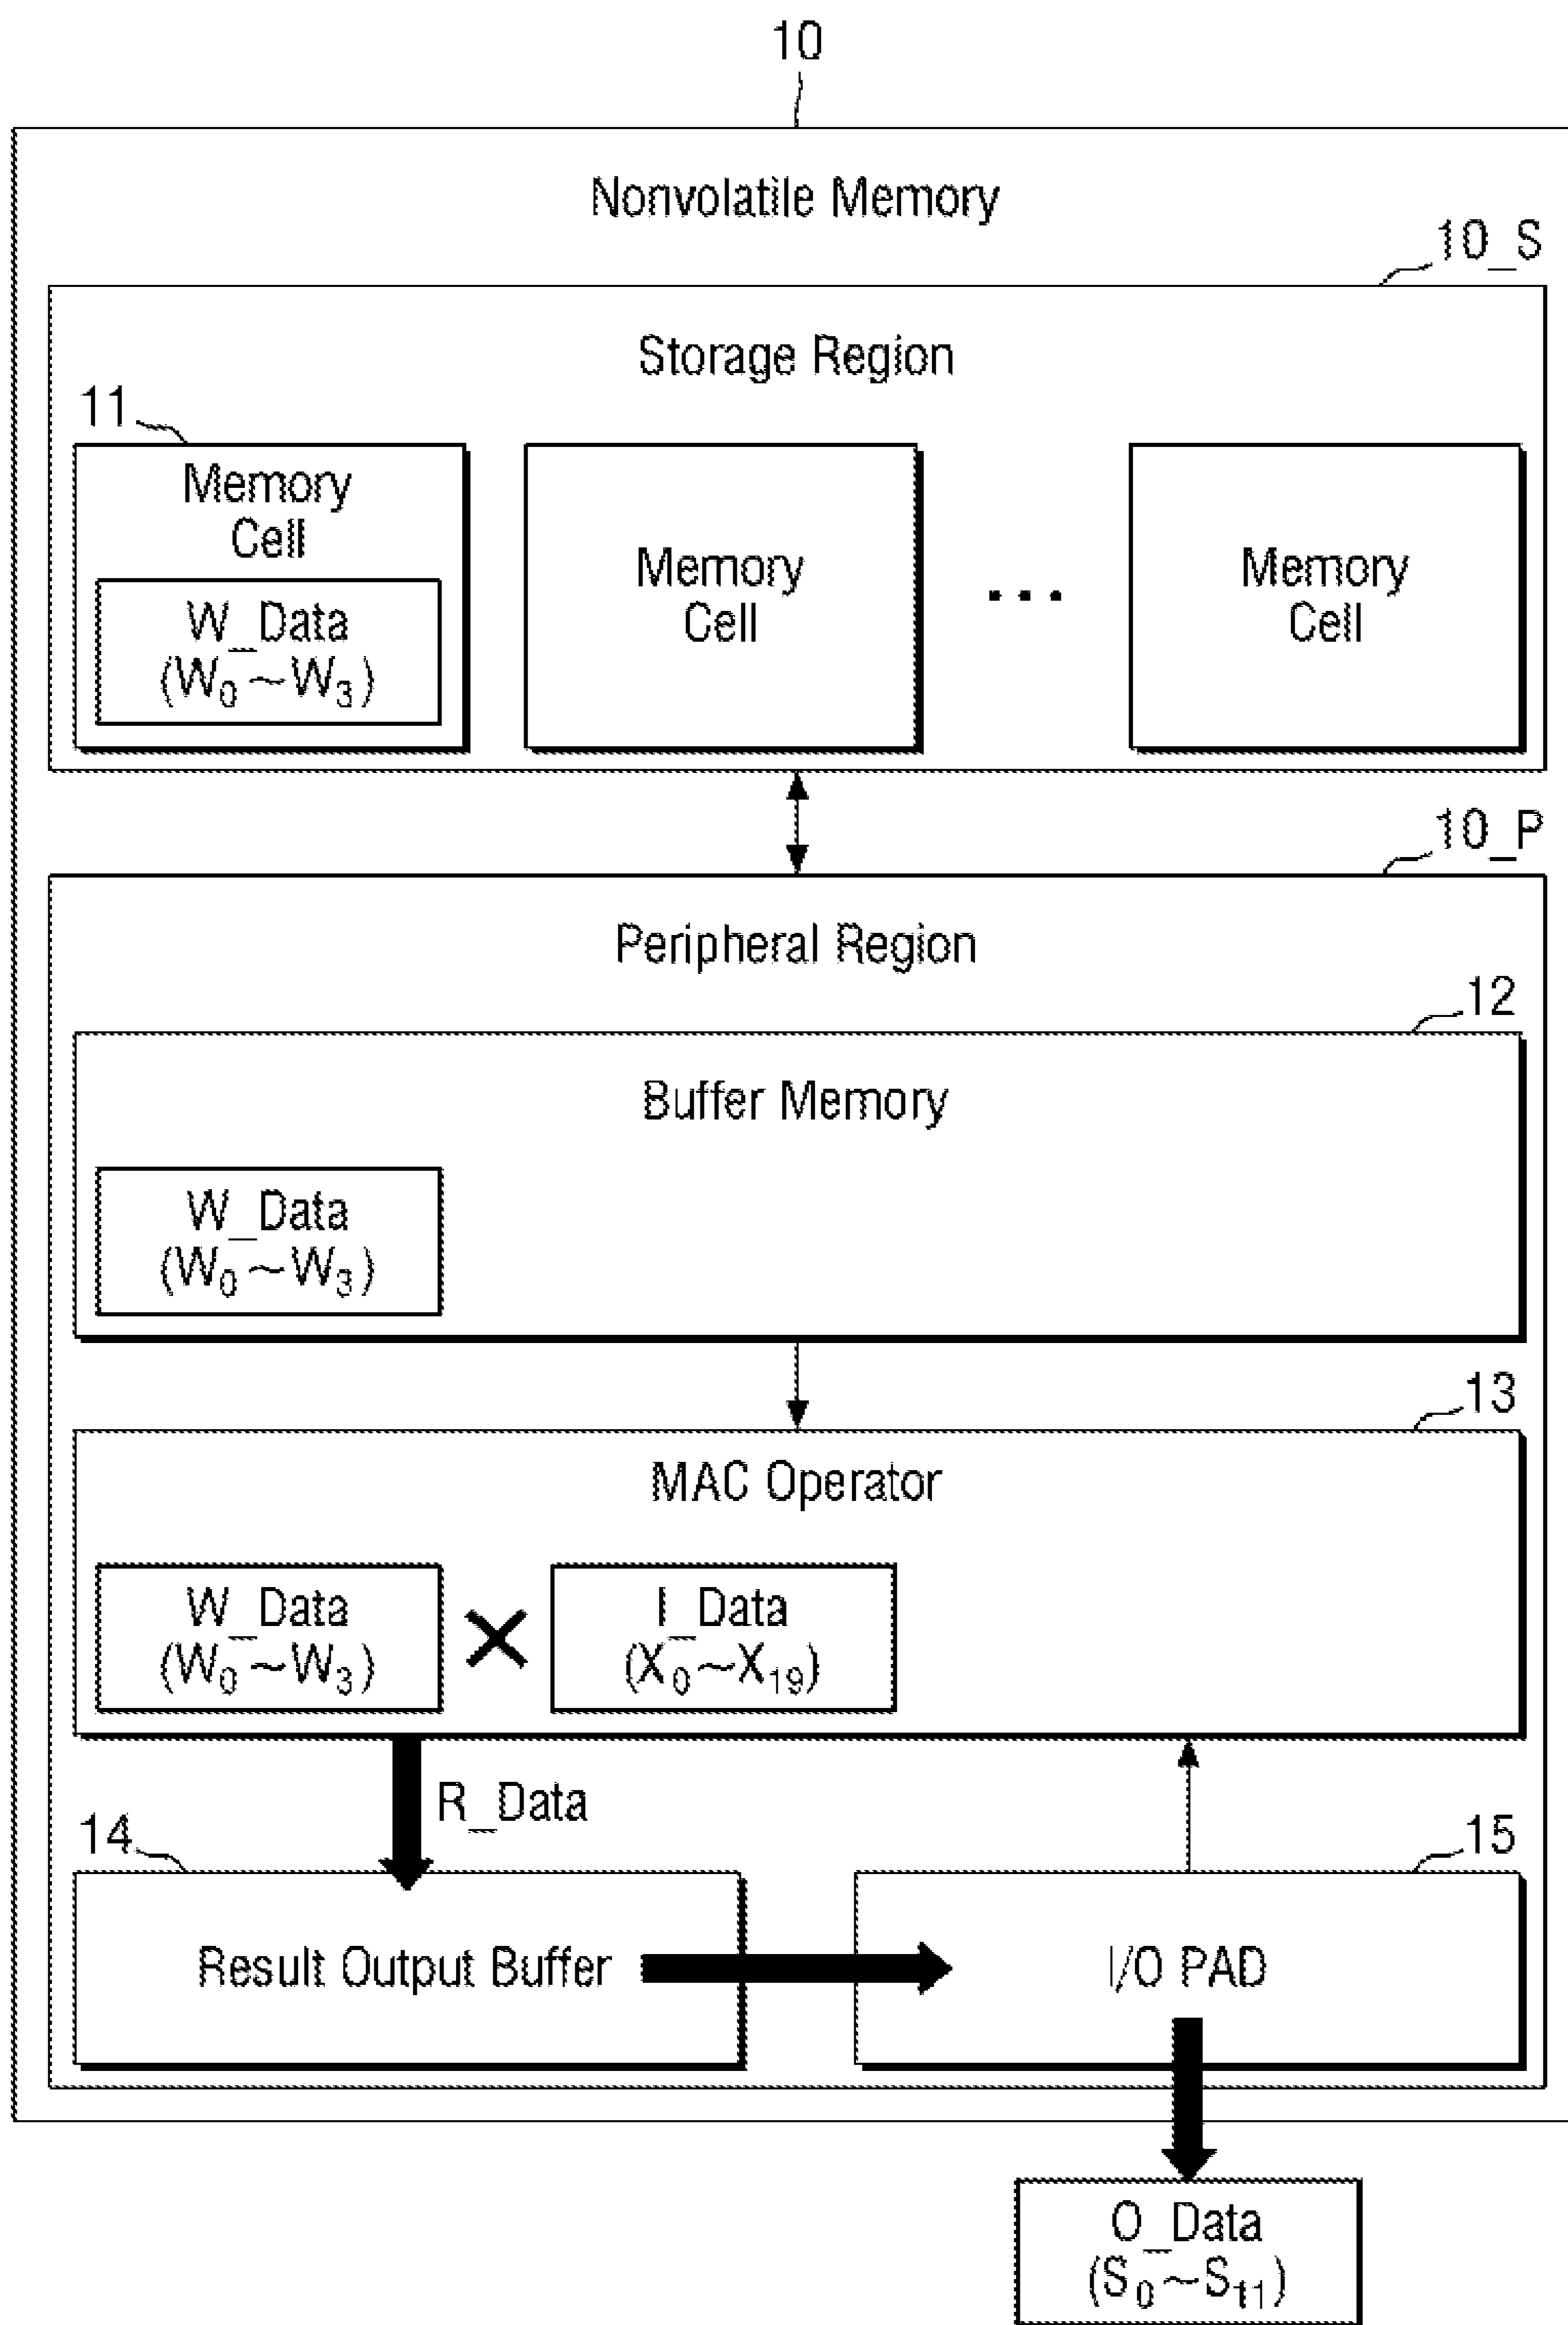 10
Nonvolatile Memory
10_S
Storage Region
11
Memory
Cell
W_Data
(W₀~W₃)
Memory
Cell
...
Memory
Cell
10_P
Peripheral Region
12
Buffer Memory
W_Data
(W₀~W₃)
13
MAC Operator
W_Data
(W₀~W₃)
×
I_Data
(X₀~X₁₉)
R_Data
14
15
Result Output Buffer
I/O PAD
O_Data
(S₀~S₁₁)